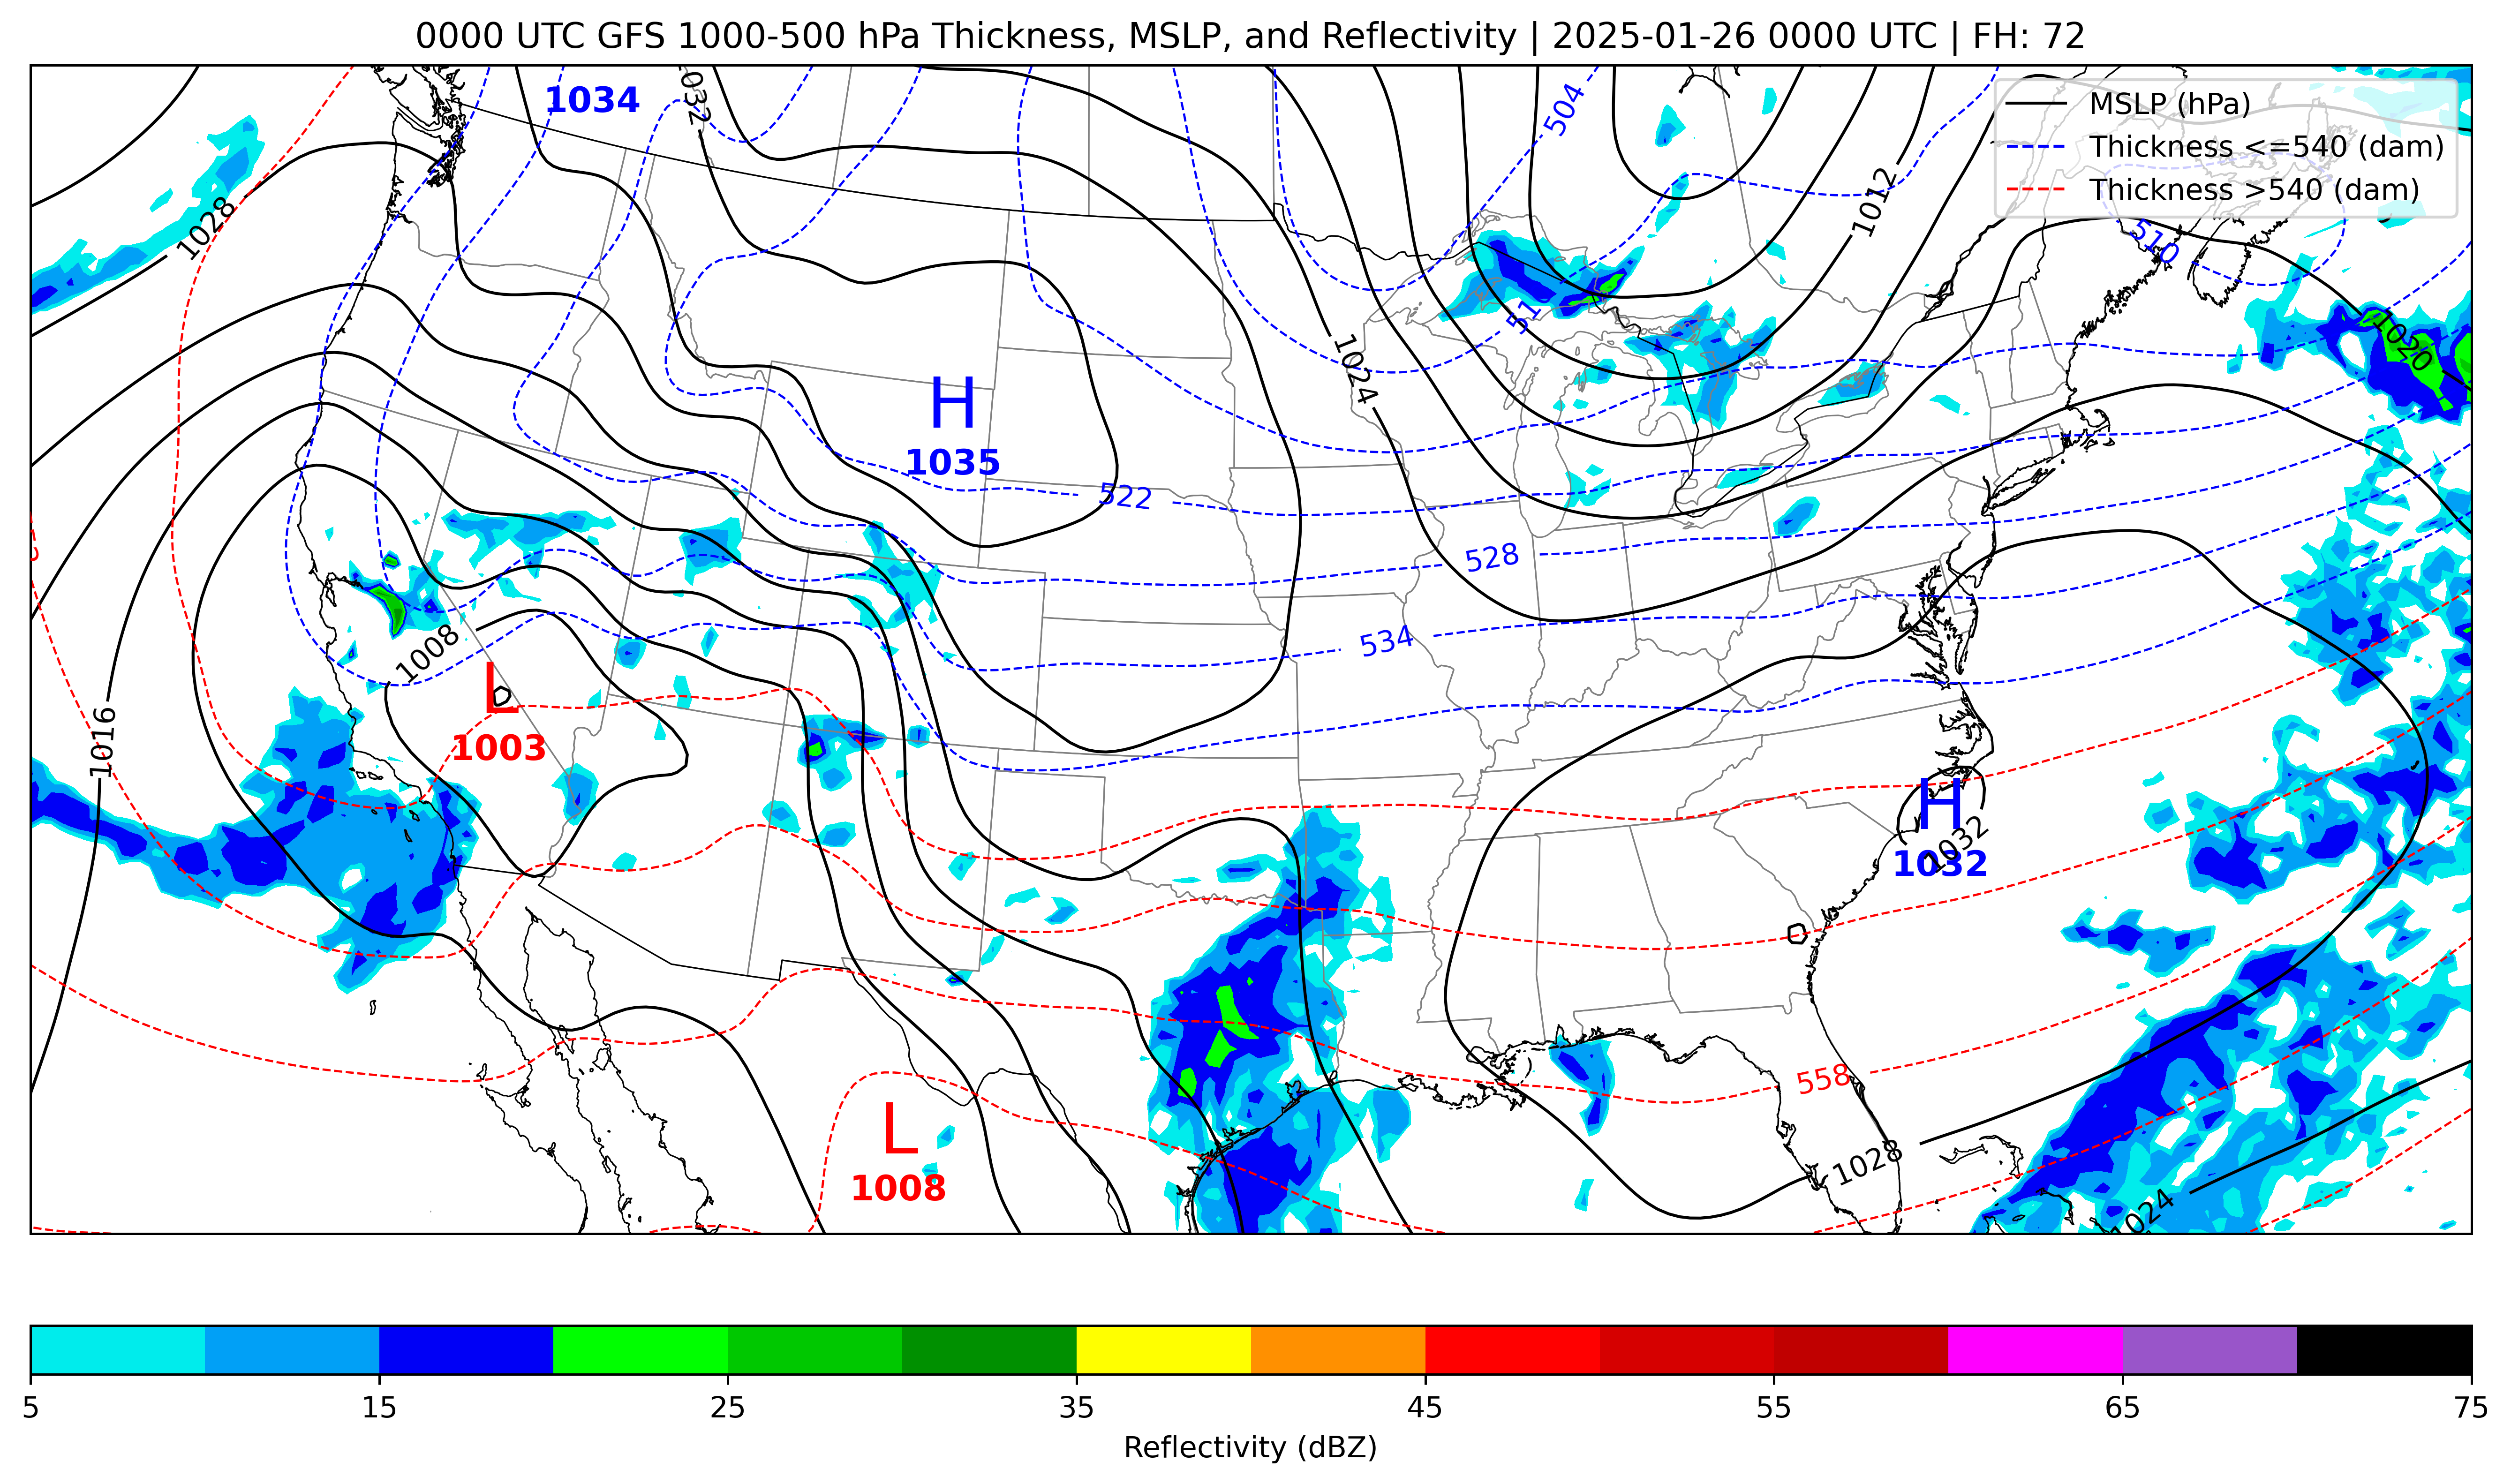 0000 UTC GFS 1000-500 hPa Thickness, MSLP, and Reflectivity | 2025-01-26 0000 UTC | FH: 72
MSLP (hPa)
Thickness <=540 (dam)
Thickness >540 (dam)
1034
1032
504
1012
1028
510
1020
1024
H
1035
522
528
534
1008
L
1003
1016
H
1032
1032
558
L
1008
1028
1024
5 15 25 35 45 55 65 75
Reflectivity (dBZ)